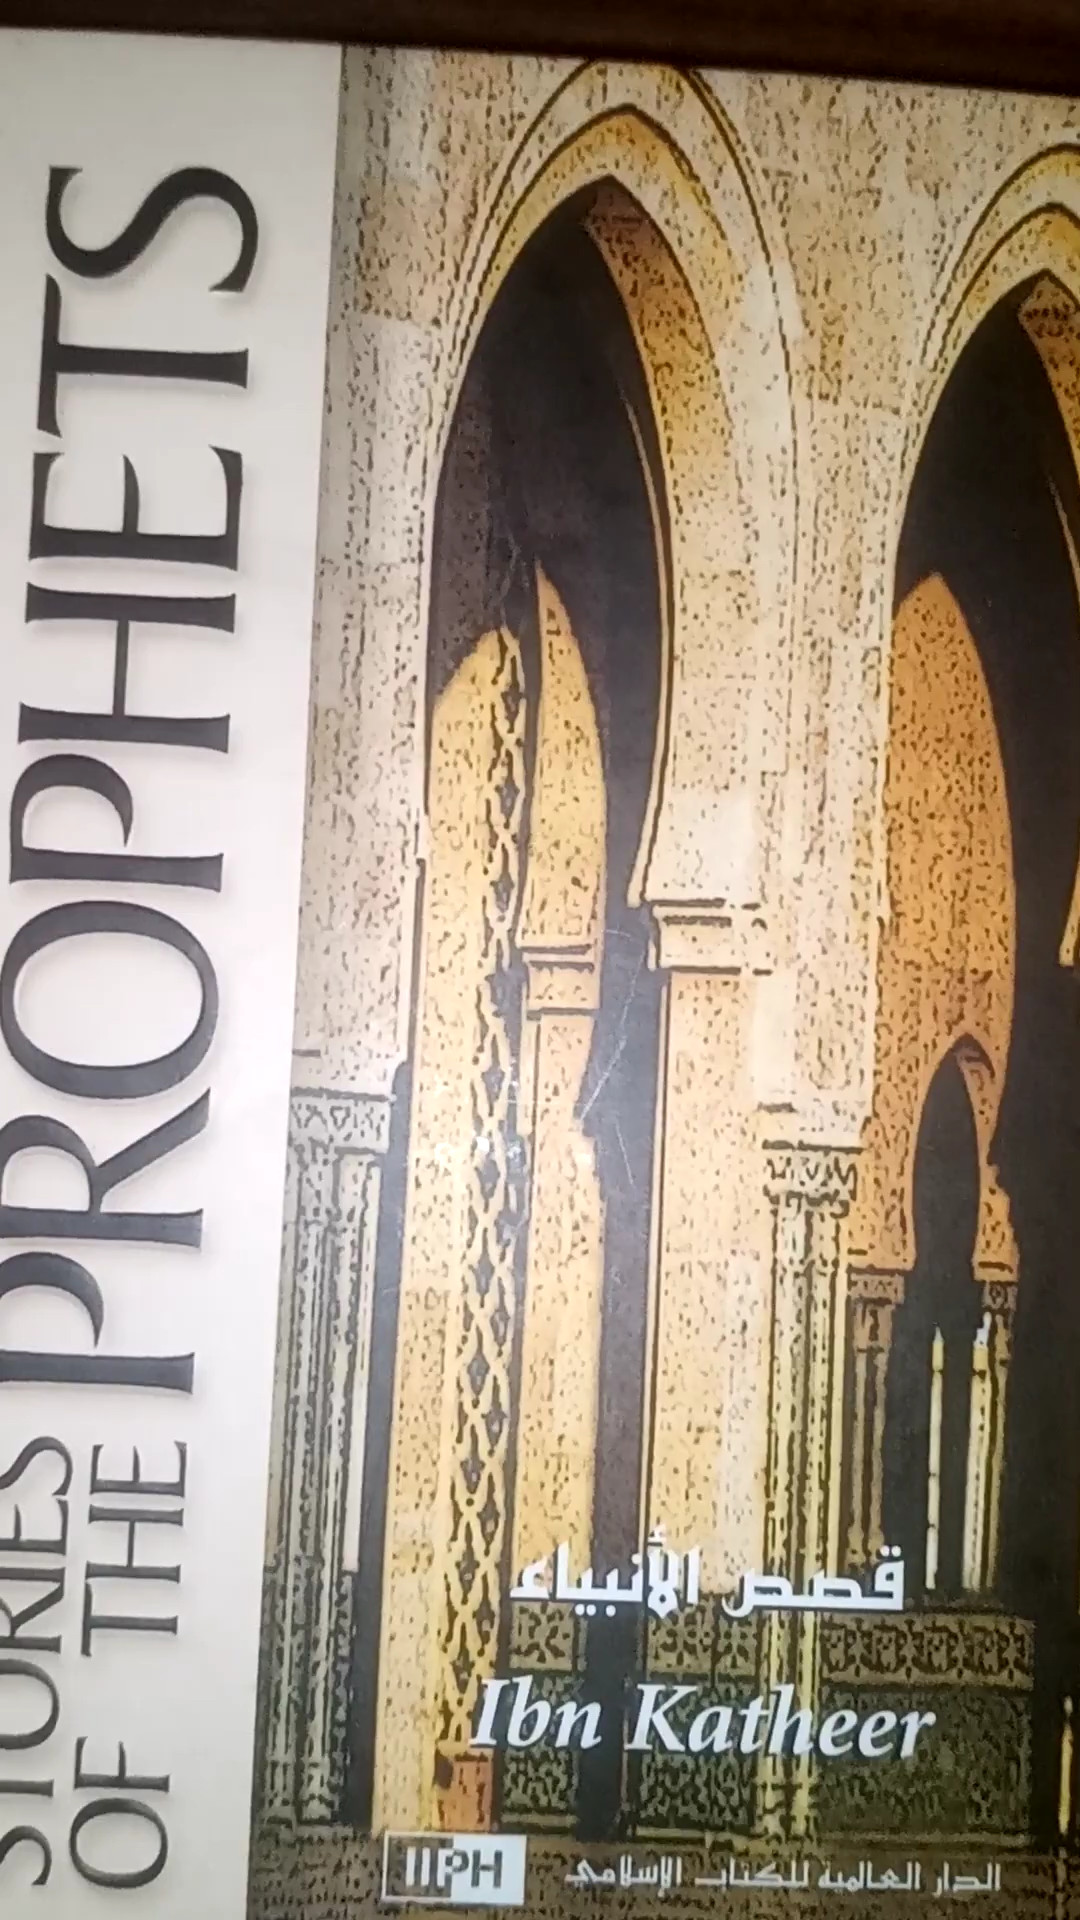 STORIES
OF THE
PROPHETS
قصص الأنبياء
Ibn Katheer
IIPH
الدار العالمية للكتاب الإسلامي